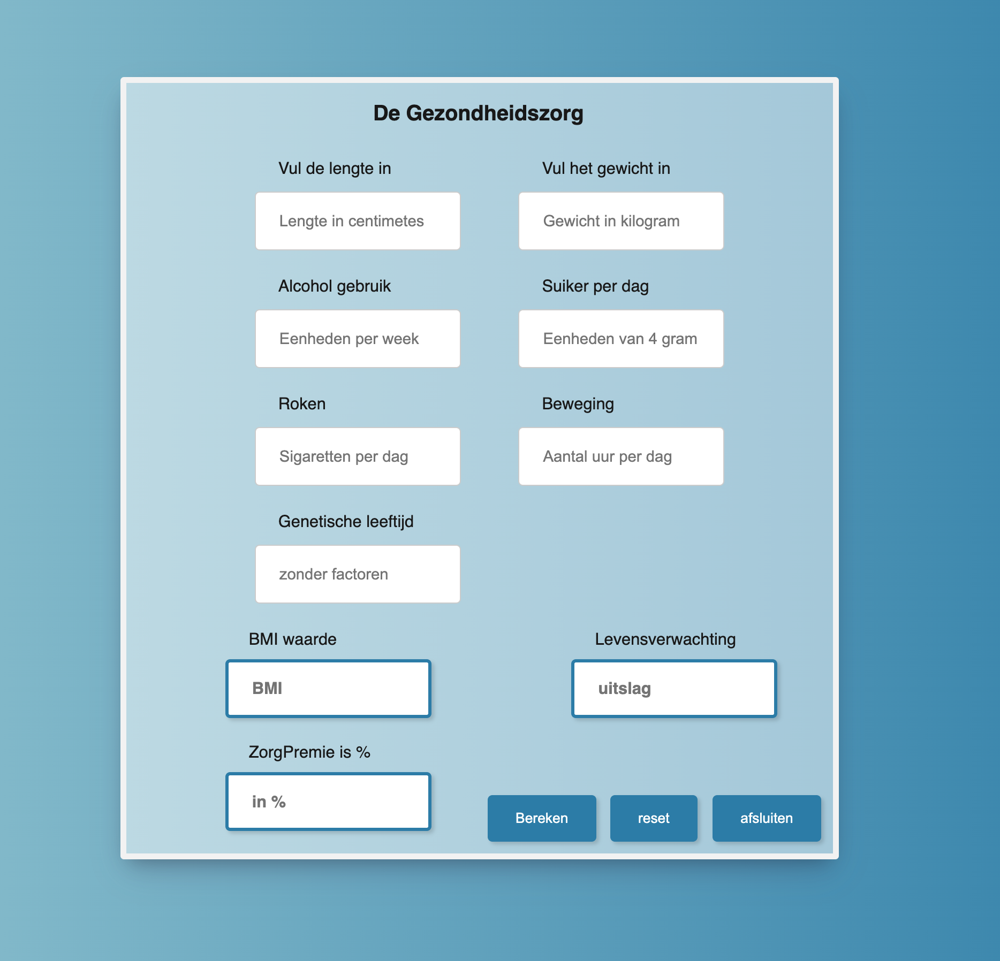 De Gezondheidszorg
Vul de lengte in
Vul het gewicht in
Lengte in centimetes
Gewicht in kilogram
Alcohol gebruik
Suiker per dag
Eenheden per week
Eenheden van 4 gram
Roken
Beweging
Sigaretten per dag
Aantal uur per dag
Genetische leeftijd
zonder factoren
BMI waarde
Levensverwachting
BMI
uitslag
ZorgPremie is %
in %
Bereken
reset
afsluiten